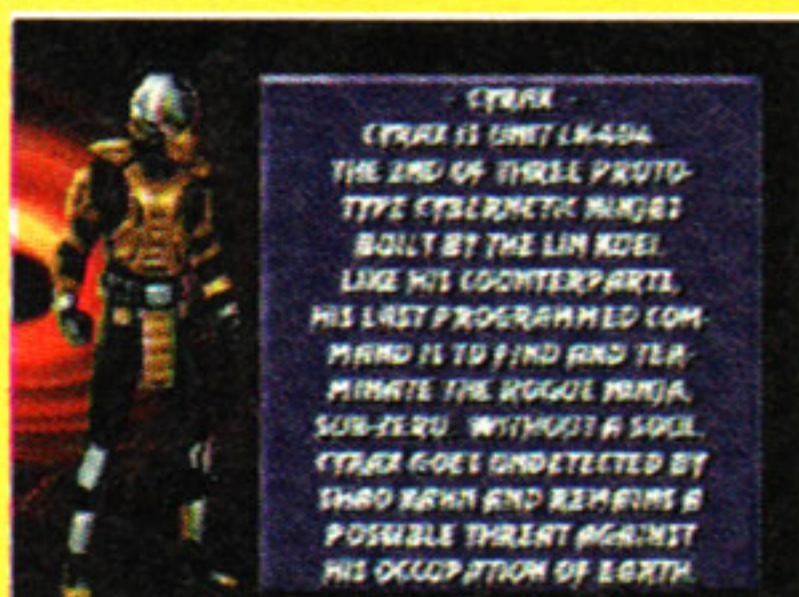 - CYRAX -
CYRAX IS UNIT LK-4D4.
THE 2ND OF THREE PROTO-
TYPE CYBERNETIC NINJAS
BUILT BY THE LIN KUEI.
LIKE HIS COUNTERPARTS,
HIS LAST PROGRAMMED COM-
MAND IS TO FIND AND TER-
MINATE THE ROGUE NINJA,
SUB-ZERO. WITHOUT A SOUL,
CYRAX GOES UNDETECTED BY
SHAO KAHN AND REMAINS A
POSSIBLE THREAT AGAINST
HIS OCCUPATION OF EARTH.